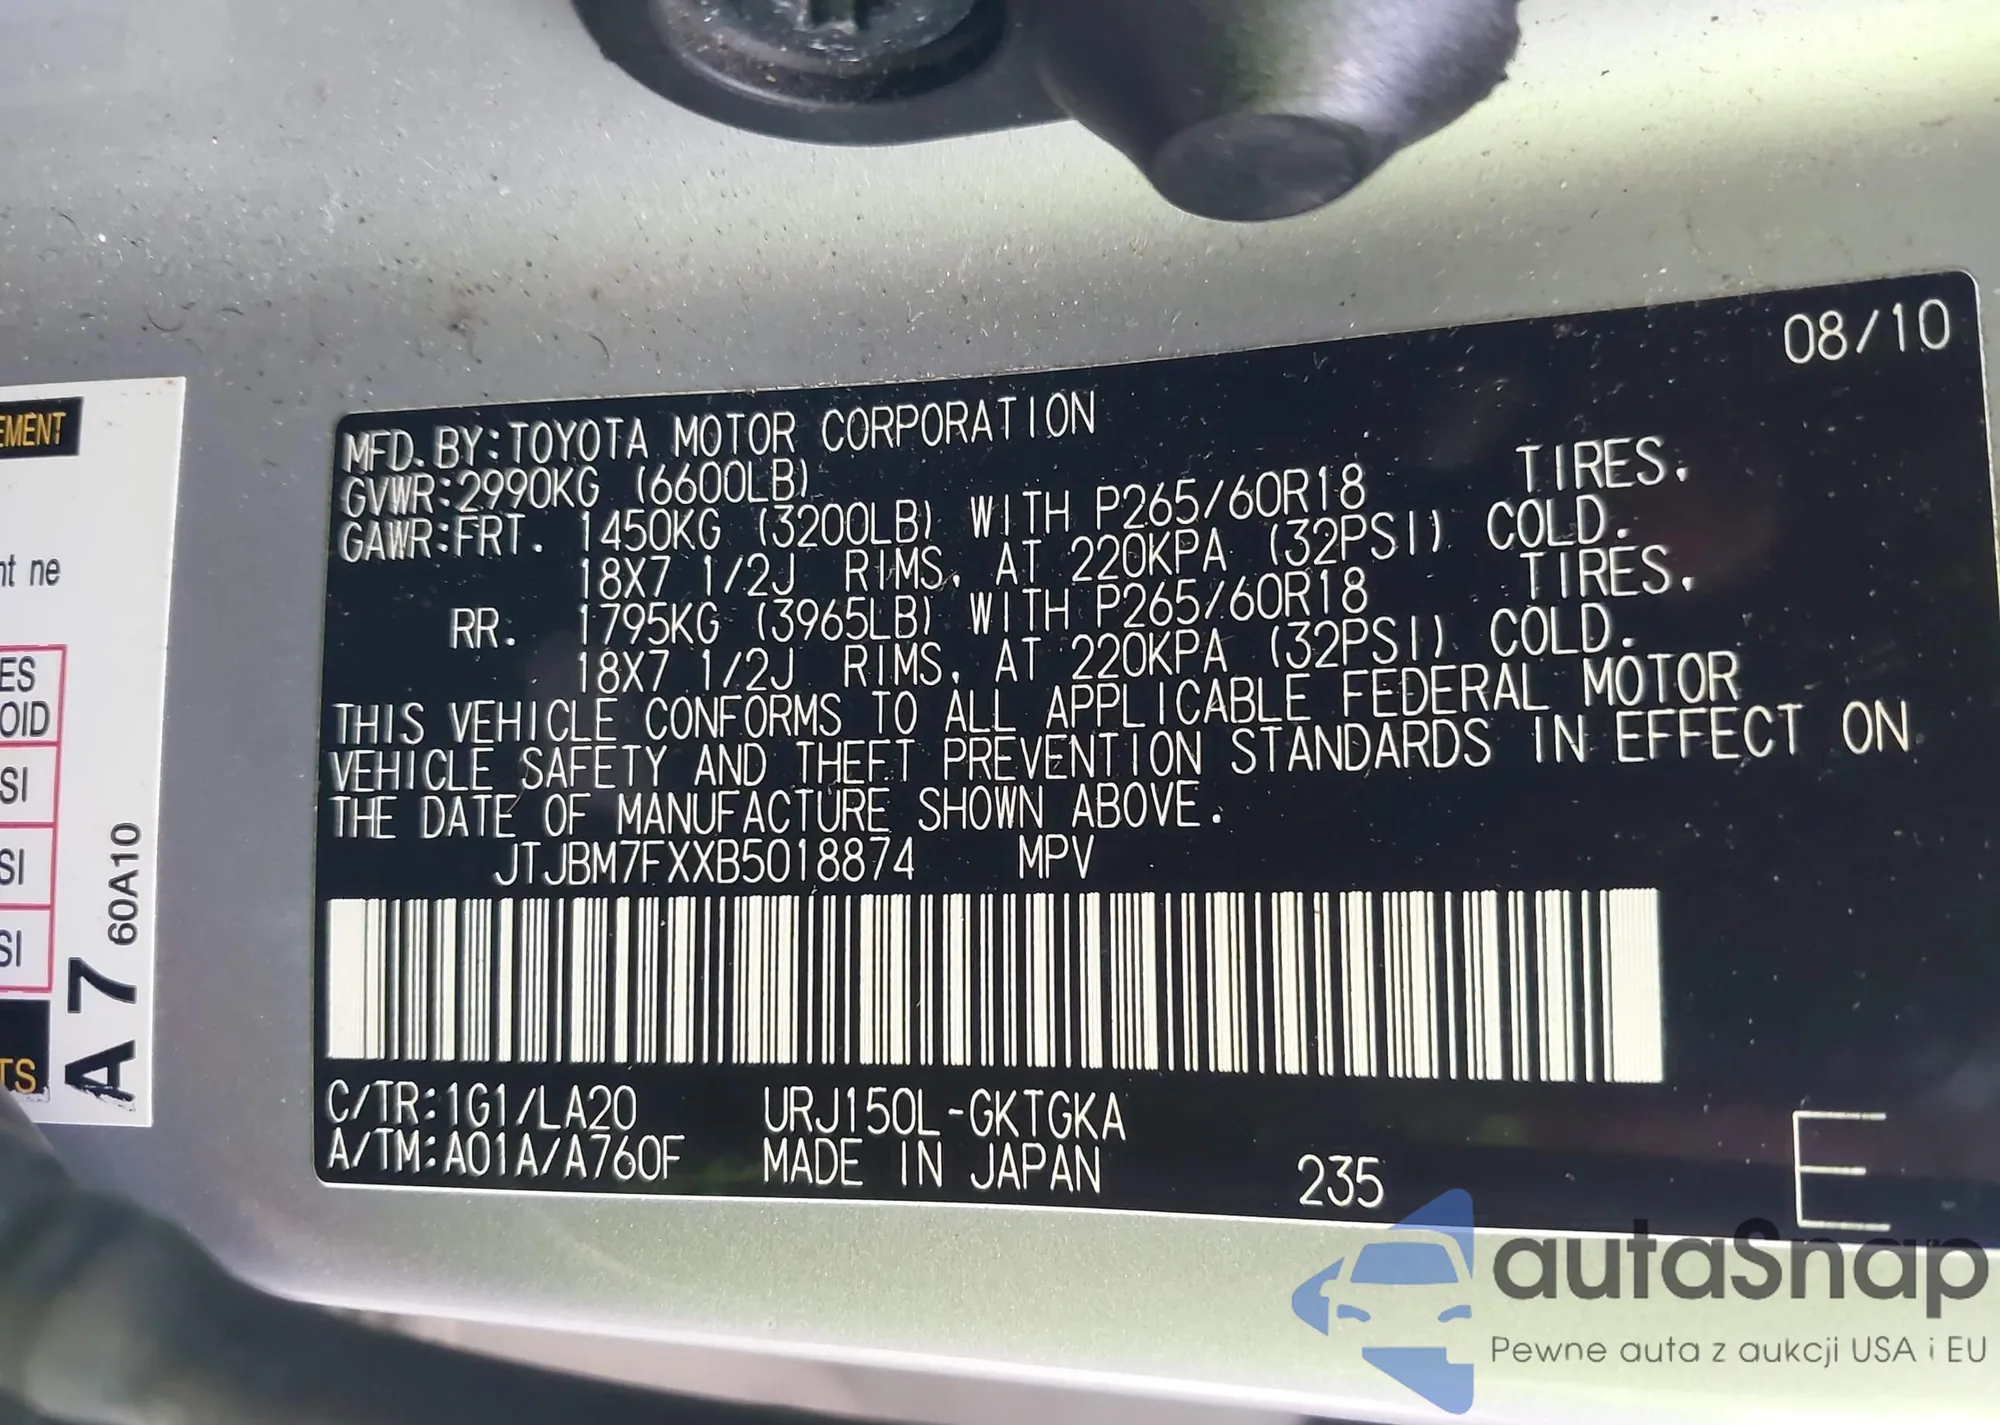 08/10
MFD. BY: TOYOTA MOTOR CORPORATION
GVWR: 2990KG (6600LB)
GAWR: FRT. 1450KG (3200LB) WITH P265/60R18 TIRES,
18X7 1/2J RIMS, AT 220KPA (32PSI) COLD.
RR. 1795KG (3965LB) WITH P265/60R18 TIRES,
18X7 1/2J RIMS, AT 220KPA (32PSI) COLD.
THIS VEHICLE CONFORMS TO ALL APPLICABLE FEDERAL MOTOR
VEHICLE SAFETY AND THEFT PREVENTION STANDARDS IN EFFECT ON
THE DATE OF MANUFACTURE SHOWN ABOVE.
JTJBM7FXXB5018874 MPV
C/TR: 1G1/LA20 URJ150L-GKTGKA
A/TM: A01A/A760F MADE IN JAPAN 235 E
EMENT
nt ne
ES
OID
SI
SI
SI
TS
A7 60A10
autaSnap
Pewne auta z aukcji USA i EU